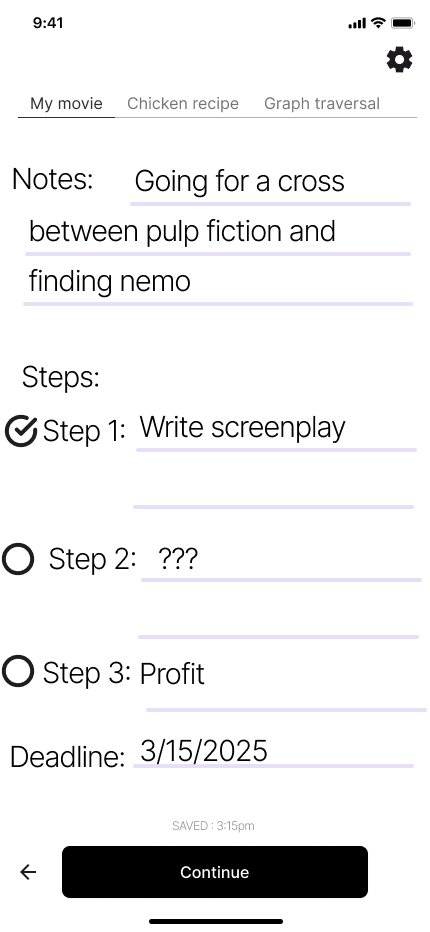 9:41
My movie Chicken recipe Graph traversal
Notes: Going for a cross
between pulp fiction and
finding nemo
Steps:
Step 1: Write screenplay
Step 2: ???
Step 3: Profit
Deadline: 3/15/2025
SAVED : 3:15pm
Continue